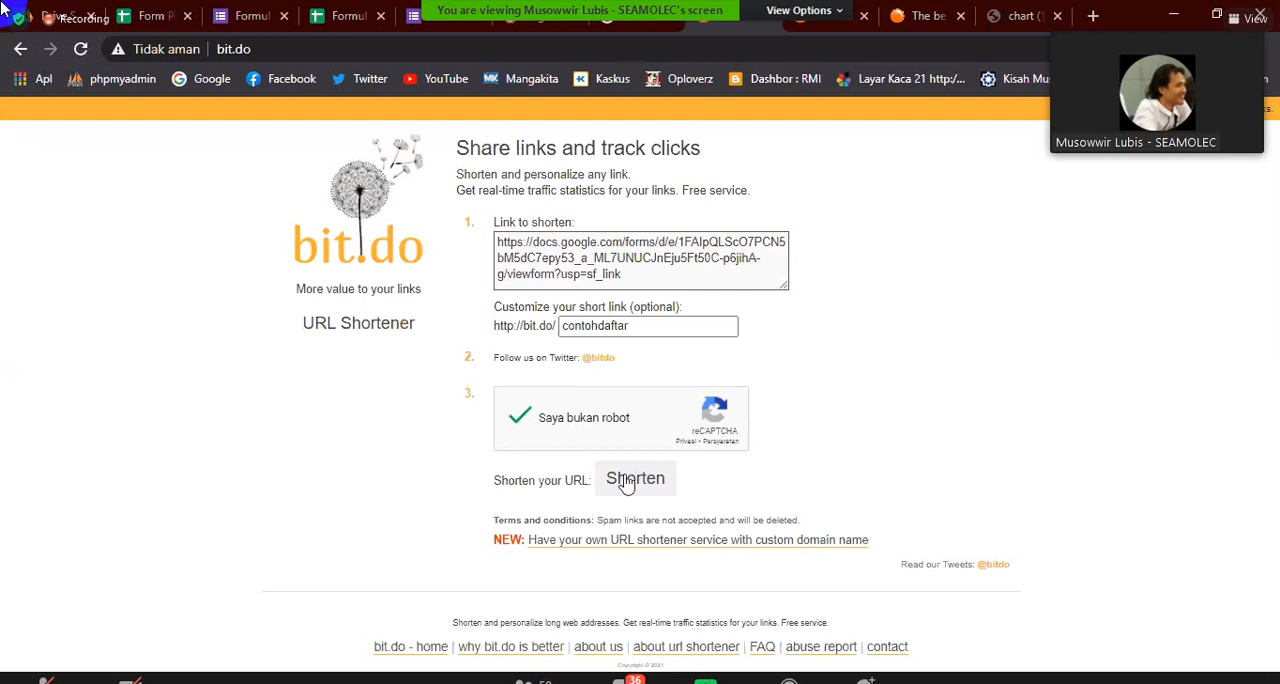 Recording
Form P
Formul
Formul
You are viewing Musowwir Lubis - SEAMOLEC's screen
View Options
The be
chart (
View
Tidak aman
bit.do
Apl
phpmyadmin
Google
Facebook
Twitter
YouTube
Mangakita
Kaskus
Oploverz
Dashbor : RMI
Layar Kaca 21 http:/...
Kisah Mu
Musowwir Lubis - SEAMOLEC
bit.do
More value to your links
URL Shortener
Share links and track clicks
Shorten and personalize any link.
Get real-time traffic statistics for your links. Free service.
1. Link to shorten:
https://docs.google.com/forms/d/e/1FAIpQLScO7PCN5
bM5dC7epy53_a_ML7UNUCJnEju5Ft50C-p6jihA-
g/viewform?usp=sf_link
Customize your short link (optional):
http://bit.do/ contohdaftar
2. Follow us on Twitter: @bitdo
3.
Saya bukan robot
reCAPTCHA
Privasi - Persyaratan
Shorten your URL: Shorten
Terms and conditions: Spam links are not accepted and will be deleted.
NEW: Have your own URL shortener service with custom domain name
Read our Tweets: @bitdo
Shorten and personalize long web addresses. Get real-time traffic statistics for your links. Free service.
bit.do - home | why bit.do is better | about us | about url shortener | FAQ | abuse report | contact
Copyright © 2021
36